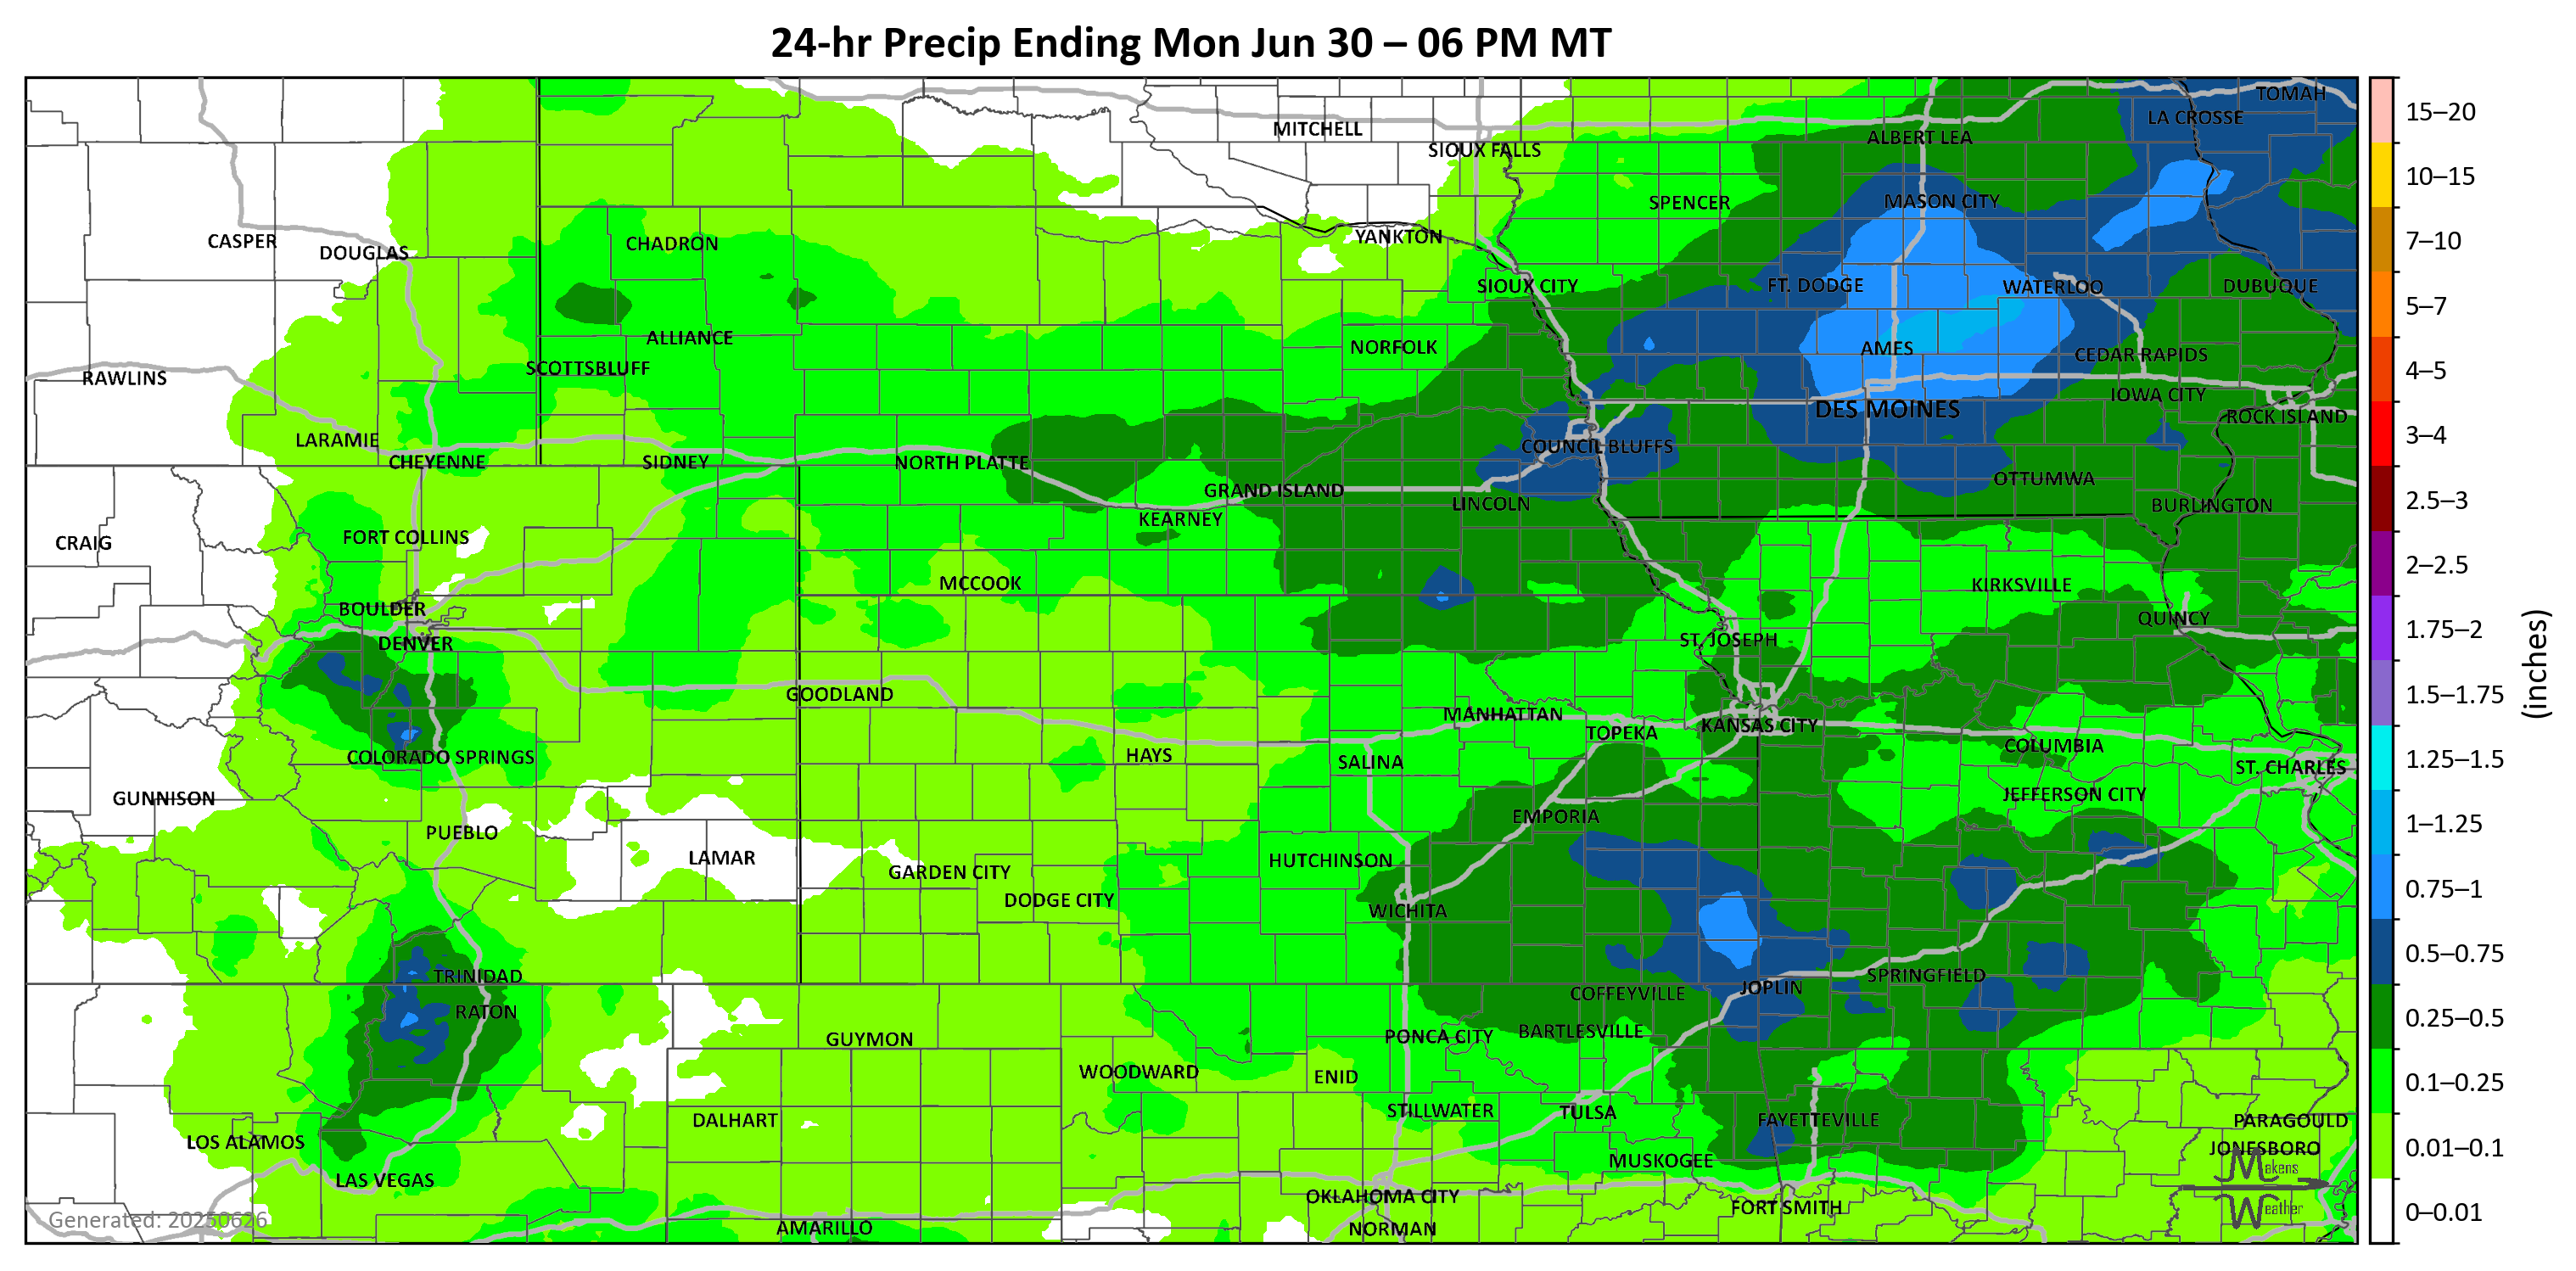 24-hr Precip Ending Mon Jun 30 – 06 PM MT
TOMAH
LA CROSSE
MITCHELL
ALBERT LEA
SIOUX FALLS
SPENCER
MASON CITY
CASPER
DOUGLAS
CHADRON
YANKTON
SIOUX CITY
FT. DODGE
WATERLOO
DUBUQUE
ALLIANCE
NORFOLK
AMES
CEDAR RAPIDS
SCOTTSBLUFF
RAWLINS
IOWA CITY
DES MOINES
ROCK ISLAND
LARAMIE
COUNCIL BLUFFS
CHEYENNE
SIDNEY
NORTH PLATTE
OTTUMWA
GRAND ISLAND
LINCOLN
BURLINGTON
KEARNEY
FORT COLLINS
CRAIG
MCCOOK
KIRKSVILLE
BOULDER
QUINCY
DENVER
ST. JOSEPH
GOODLAND
MANHATTAN
TOPEKA
KANSAS CITY
COLUMBIA
COLORADO SPRINGS
HAYS
SALINA
ST. CHARLES
GUNNISON
JEFFERSON CITY
EMPORIA
PUEBLO
LAMAR
HUTCHINSON
GARDEN CITY
DODGE CITY
WICHITA
TRINIDAD
SPRINGFIELD
JOPLIN
COFFEYVILLE
RATON
GUYMON
PONCA CITY
BARTLESVILLE
WOODWARD
ENID
STILLWATER
TULSA
DALHART
FAYETTEVILLE
PARAGOULD
LOS ALAMOS
JONESBORO
MUSKOGEE
LAS VEGAS
OKLAHOMA CITY
FORT SMITH
AMARILLO
NORMAN
Generated: 20250626
Makens
Weather
15–20
10–15
7–10
5–7
4–5
3–4
2.5–3
2–2.5
1.75–2
1.5–1.75
1.25–1.5
1–1.25
0.75–1
0.5–0.75
0.25–0.5
0.1–0.25
0.01–0.1
0–0.01
(inches)